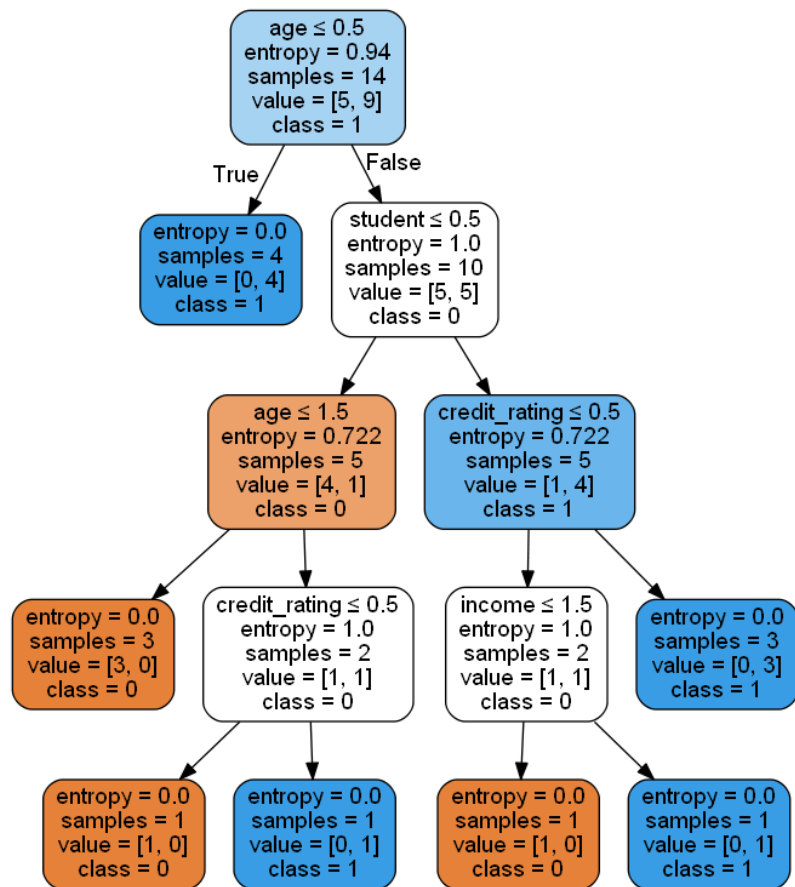 age ≤ 0.5
entropy = 0.94
samples = 14
value = [5, 9]
class = 1
True
False
entropy = 0.0
samples = 4
value = [0, 4]
class = 1
student ≤ 0.5
entropy = 1.0
samples = 10
value = [5, 5]
class = 0
age ≤ 1.5
entropy = 0.722
samples = 5
value = [4, 1]
class = 0
credit_rating ≤ 0.5
entropy = 0.722
samples = 5
value = [1, 4]
class = 1
entropy = 0.0
samples = 3
value = [3, 0]
class = 0
credit_rating ≤ 0.5
entropy = 1.0
samples = 2
value = [1, 1]
class = 0
income ≤ 1.5
entropy = 1.0
samples = 2
value = [1, 1]
class = 0
entropy = 0.0
samples = 3
value = [0, 3]
class = 1
entropy = 0.0
samples = 1
value = [1, 0]
class = 0
entropy = 0.0
samples = 1
value = [0, 1]
class = 1
entropy = 0.0
samples = 1
value = [1, 0]
class = 0
entropy = 0.0
samples = 1
value = [0, 1]
class = 1